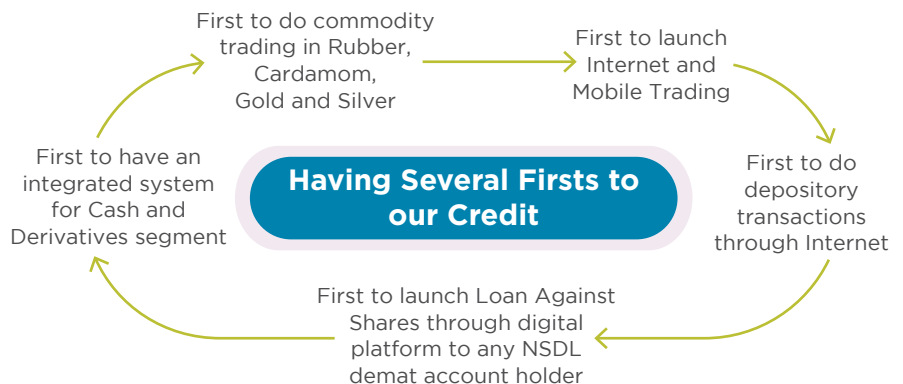 First to do commodity
trading in Rubber,
Cardamom,
Gold and Silver
First to launch
Internet and
Mobile Trading
First to do
depository
transactions
through Internet
First to launch Loan Against
Shares through digital
platform to any NSDL
demat account holder
First to have an
integrated system
for Cash and
Derivatives segment
Having Several Firsts to
our Credit